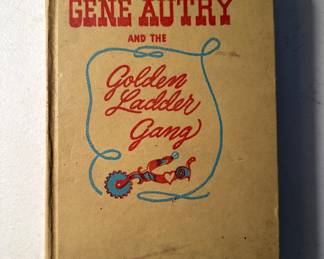 GENE AUTRY
AND THE
Golden
Ladder
Gang